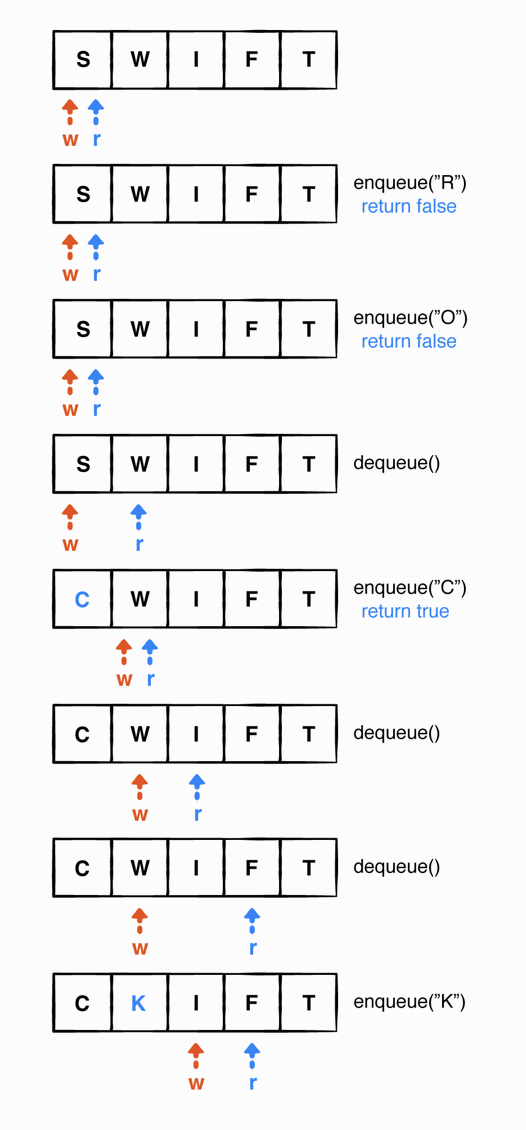 S W I F T
w r
S W I F T
enqueue(”R”)
return false
w r
S W I F T
enqueue(”O”)
return false
w r
S W I F T
dequeue()
w r
C W I F T
enqueue(”C”)
return true
w r
C W I F T
dequeue()
w r
C W I F T
dequeue()
w r
C K I F T
enqueue(”K”)
w r